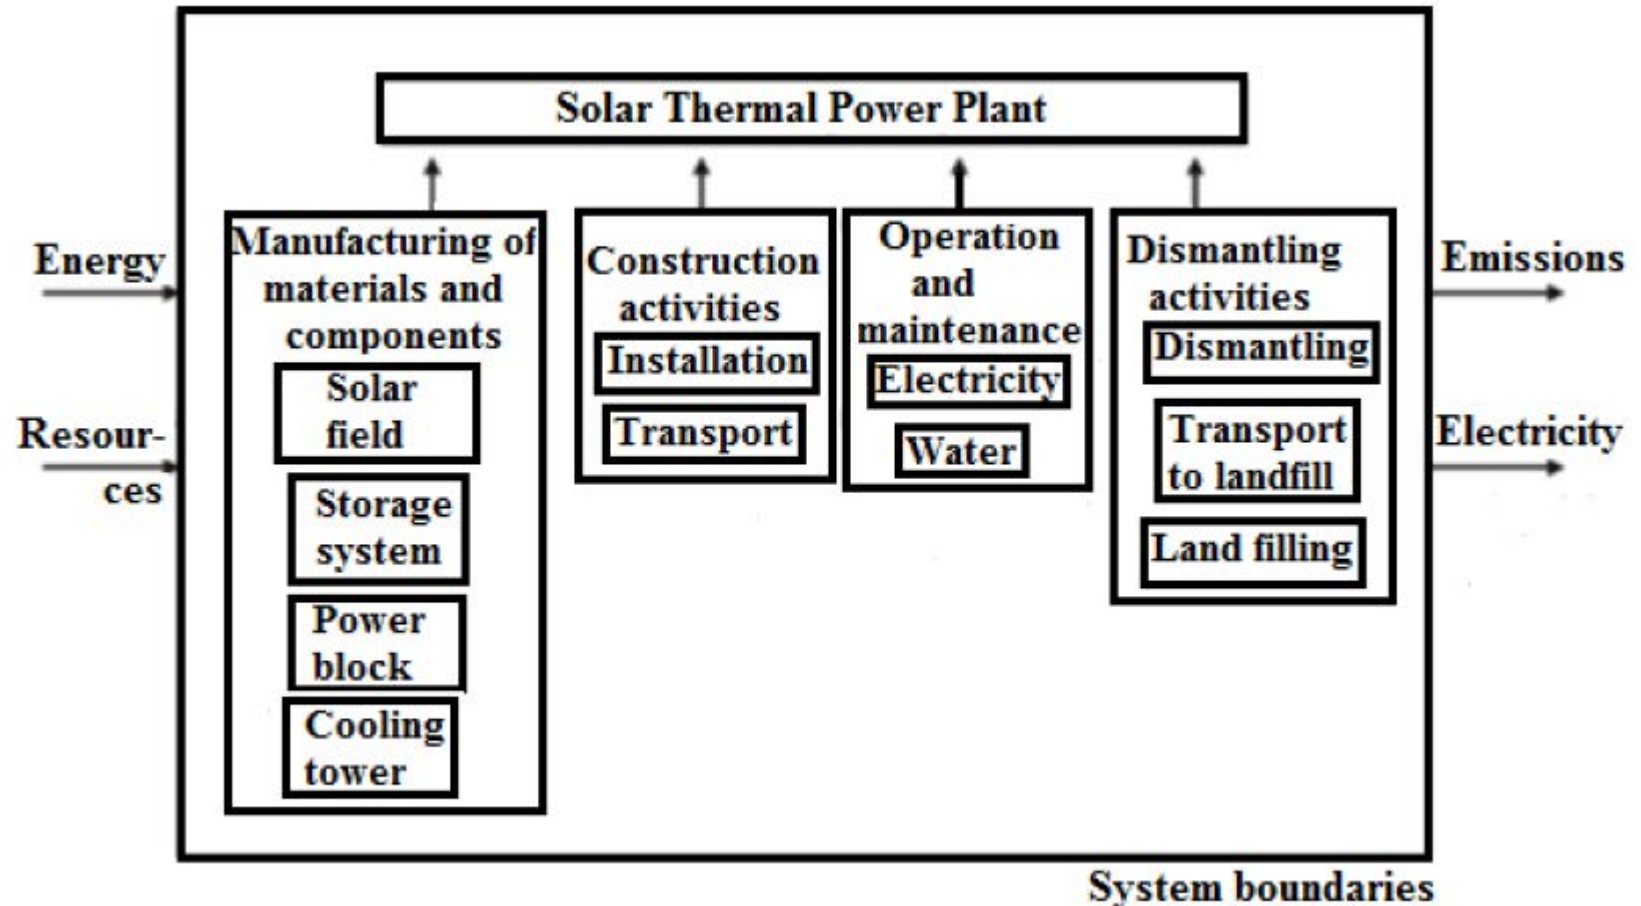 Solar Thermal Power Plant
Energy
Resour-
ces
Manufacturing of
materials and
components
Solar
field
Storage
system
Power
block
Cooling
tower
Construction
activities
Installation
Transport
Operation
and
maintenance
Electricity
Water
Dismantling
activities
Dismantling
Transport
to landfill
Land filling
Emissions
Electricity
System boundaries